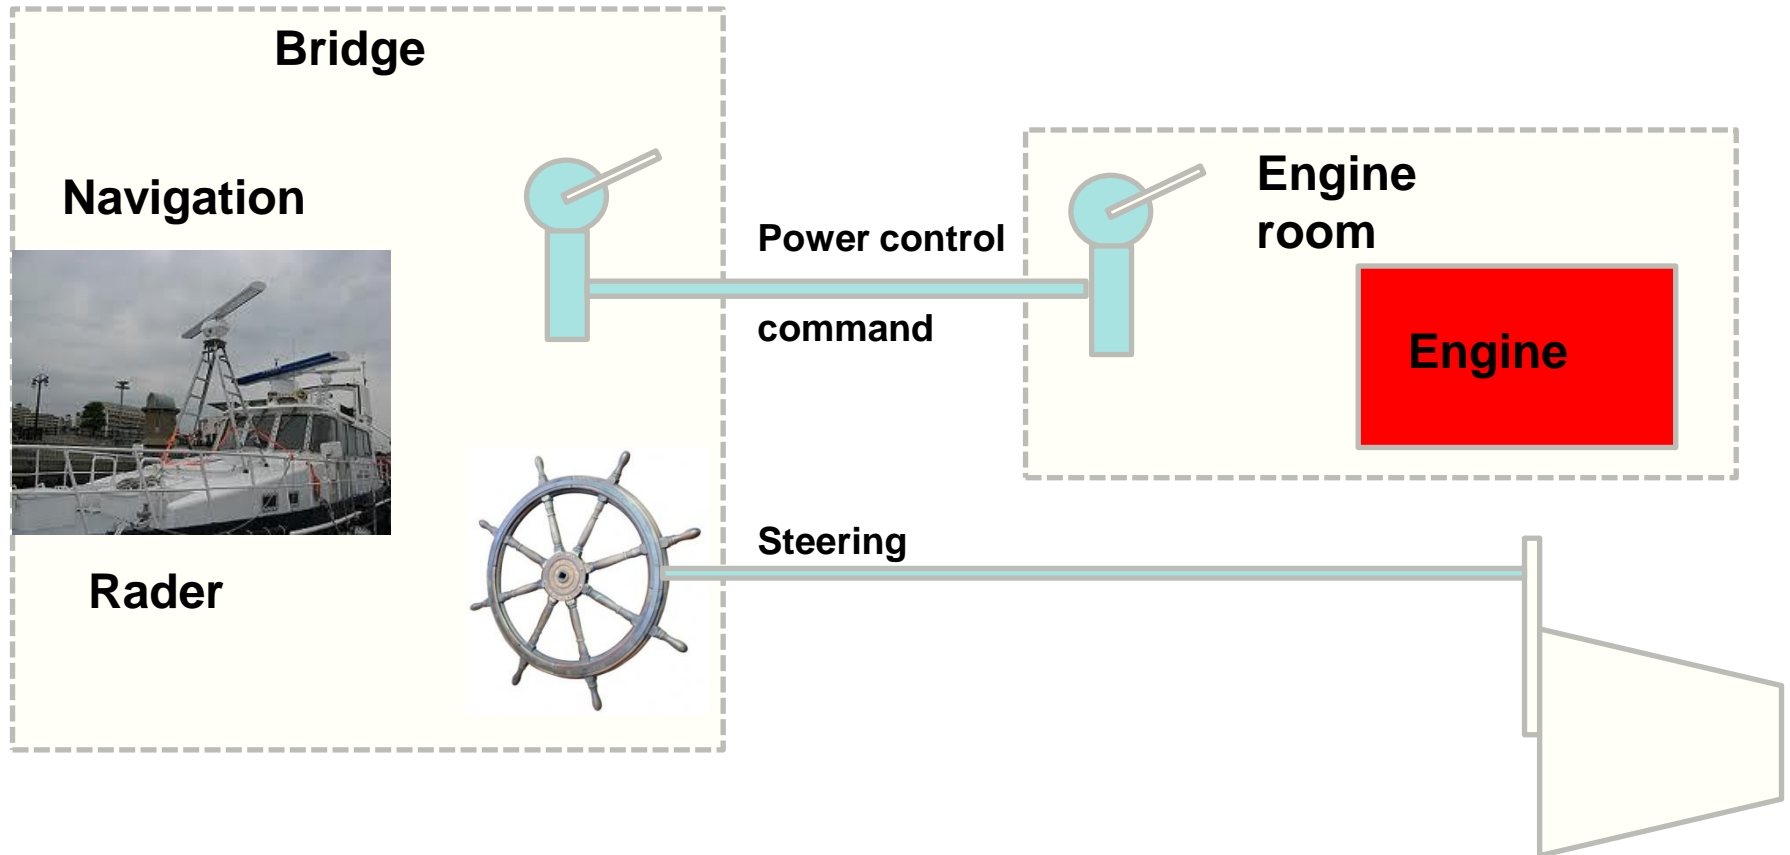 Bridge
Navigation
Rader
Power control
command
Steering
Engine
room
Engine